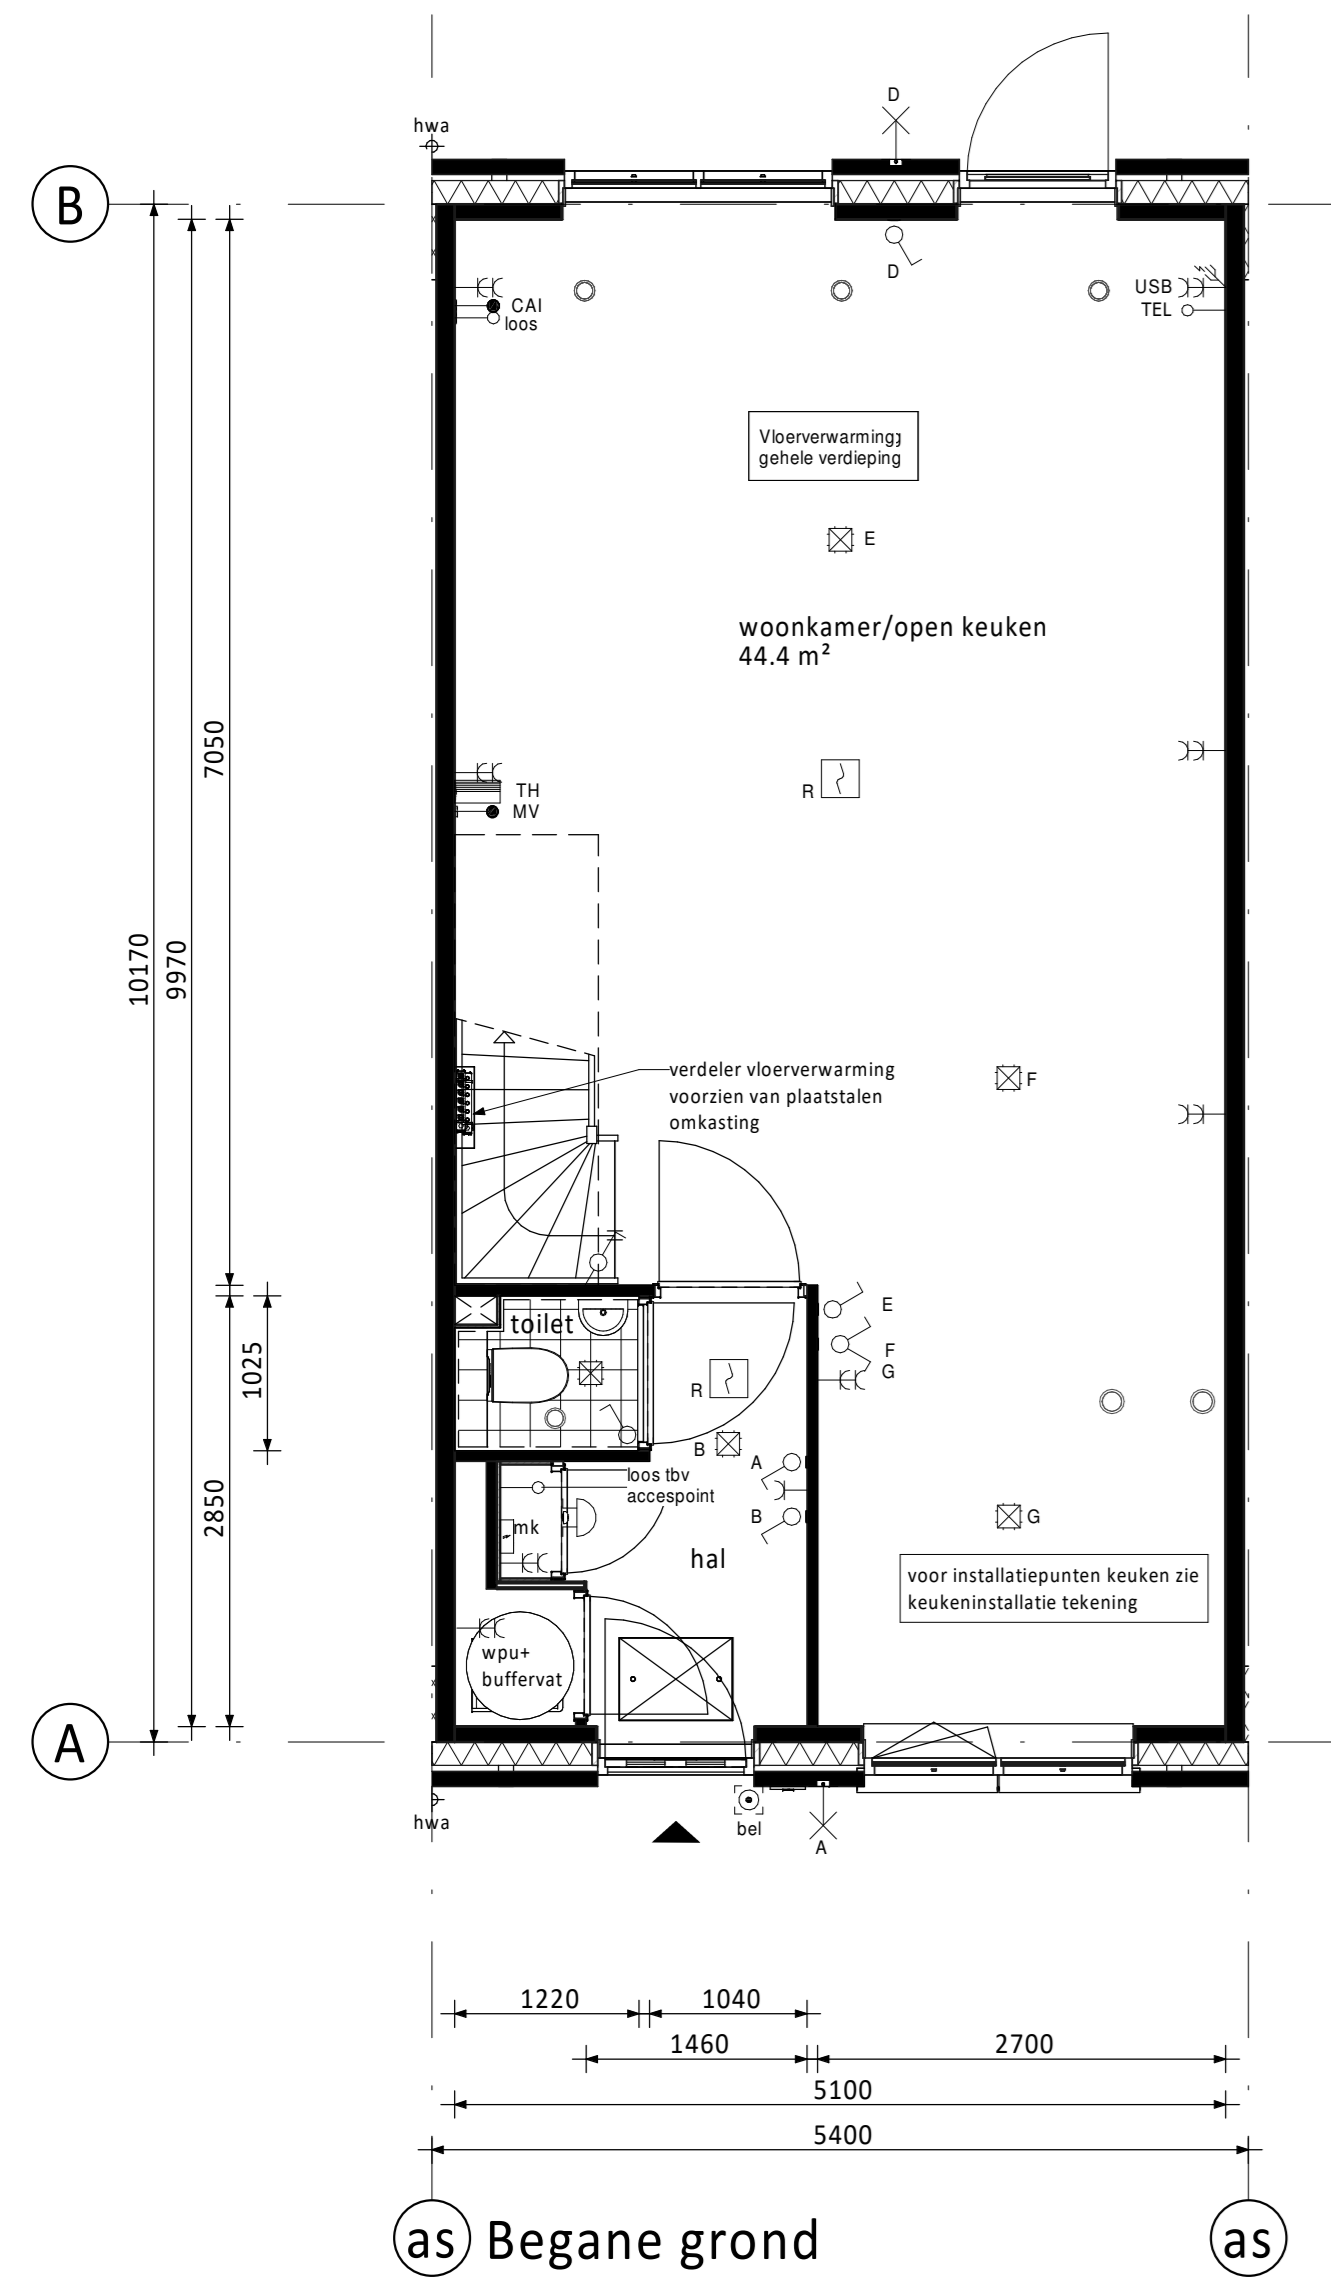 D
hwa
B
D
CAI
loos
USB
TEL
Vloerverwarming;
gehele verdieping
E
woonkamer/open keuken
44.4 m²
7050
TH
R
MV
10170
9970
verdeler vloerverwarming
voorzien van plaatstalen
omkasting
F
E
toilet
F
G
1025
R
B
A
loos tbv
accespoint
2850
B
mk
G
hal
voor installatiepunten keuken zie
keukeninstallatie tekening
wpu+
buffervat
A
hwa
bel
A
1220
1040
1460
2700
5100
5400
as
Begane grond
as